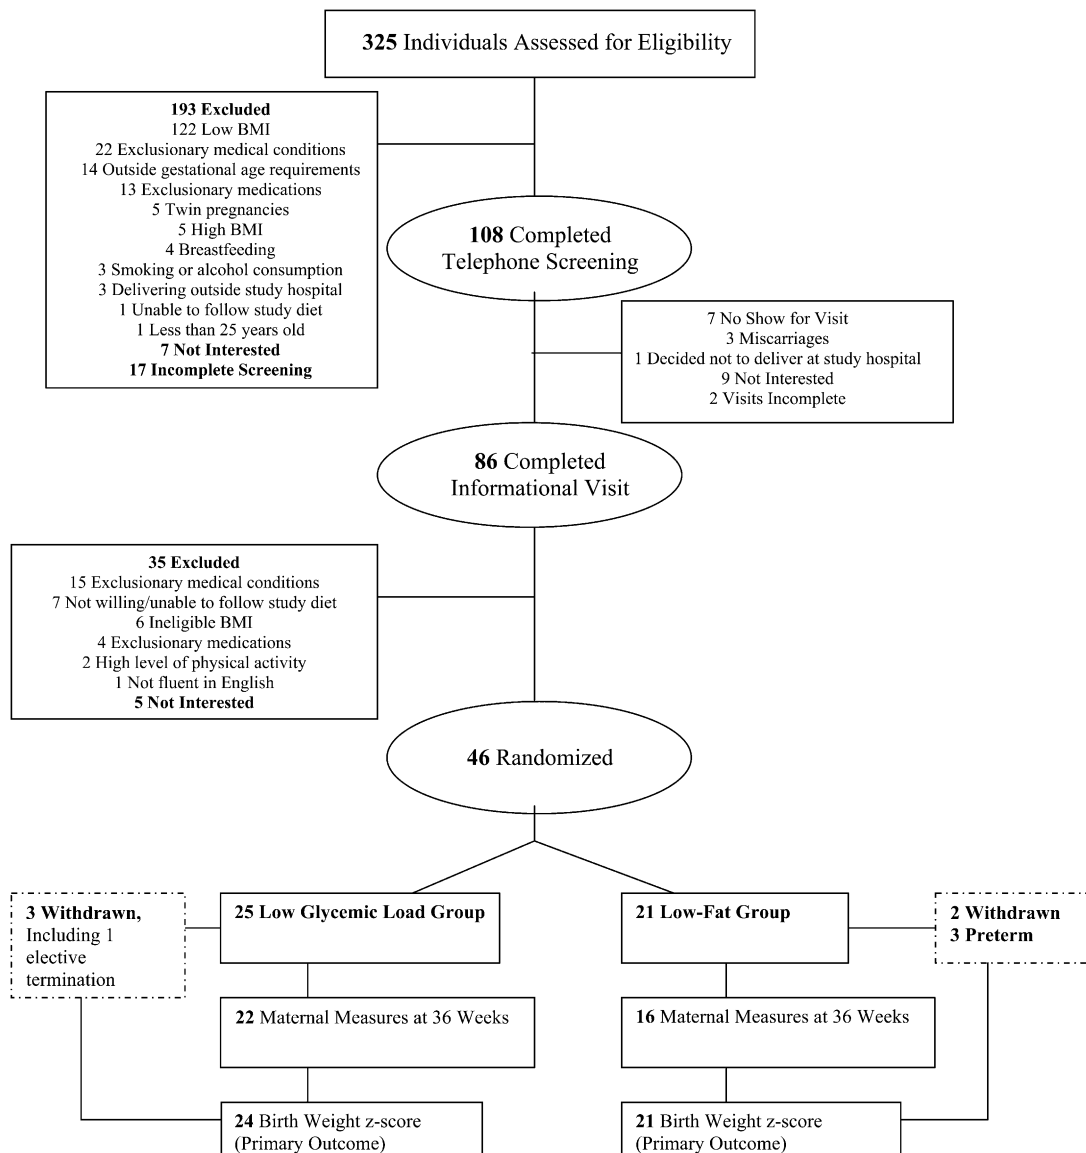 325 Individuals Assessed for Eligibility
193 Excluded
122 Low BMI
22 Exclusionary medical conditions
14 Outside gestational age requirements
13 Exclusionary medications
5 Twin pregnancies
5 High BMI
4 Breastfeeding
3 Smoking or alcohol consumption
3 Delivering outside study hospital
1 Unable to follow study diet
1 Less than 25 years old
7 Not Interested
17 Incomplete Screening
108 Completed
Telephone Screening
7 No Show for Visit
3 Miscarriages
1 Decided not to deliver at study hospital
9 Not Interested
2 Visits Incomplete
86 Completed
Informational Visit
35 Excluded
15 Exclusionary medical conditions
7 Not willing/unable to follow study diet
6 Ineligible BMI
4 Exclusionary medications
2 High level of physical activity
1 Not fluent in English
5 Not Interested
46 Randomized
3 Withdrawn,
Including 1
elective
termination
25 Low Glycemic Load Group
21 Low-Fat Group
2 Withdrawn
3 Preterm
22 Maternal Measures at 36 Weeks
16 Maternal Measures at 36 Weeks
24 Birth Weight z-score
(Primary Outcome)
21 Birth Weight z-score
(Primary Outcome)